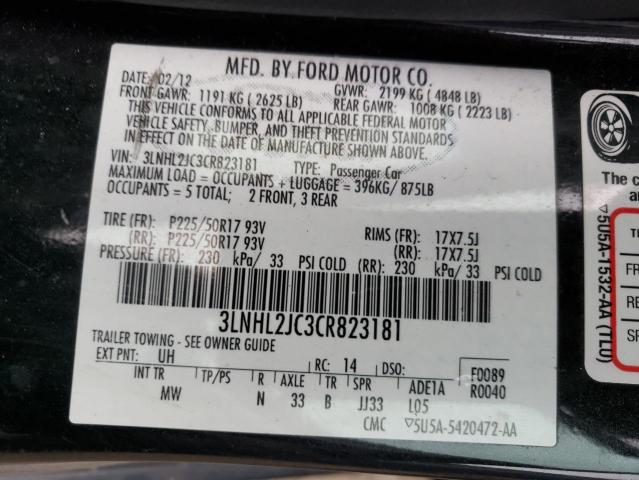 MFD. BY FORD MOTOR CO.
DATE: 02/12 GVWR: 2199 KG ( 4848 LB)
FRONT GAWR: 1191 KG ( 2625 LB) REAR GAWR: 1008 KG ( 2223 LB)
THIS VEHICLE CONFORMS TO ALL APPLICABLE FEDERAL MOTOR
VEHICLE SAFETY, BUMPER, AND THEFT PREVENTION STANDARDS
IN EFFECT ON THE DATE OF MANUFACTURE SHOWN ABOVE.
VIN: 3LNHL2JC3CR823181 TYPE: Passenger Car
MAXIMUM LOAD = OCCUPANTS + LUGGAGE = 396KG/ 875LB
OCCUPANTS = 5 TOTAL; 2 FRONT, 3 REAR
TIRE (FR): P225/50R17 93V RIMS (FR): 17X7.5J
(RR): P225/50R17 93V (RR): 17X7.5J
PRESSURE (FR): 230 kPa/ 33 PSI COLD (RR): 230 kPa/ 33 PSI COLD
3LNHL2JC3CR823181
TRAILER TOWING - SEE OWNER GUIDE
EXT PNT: UH RC: 14 DSO: F0089
R0040
INT TR TP/PS R AXLE TR SPR ADE1A
MW N 33 B JJ33 L05
CMC ▽5U5A-5420472-AA
The c
a
▽5U5A-1532-AA (TL0)
TI
FR
RE
SP